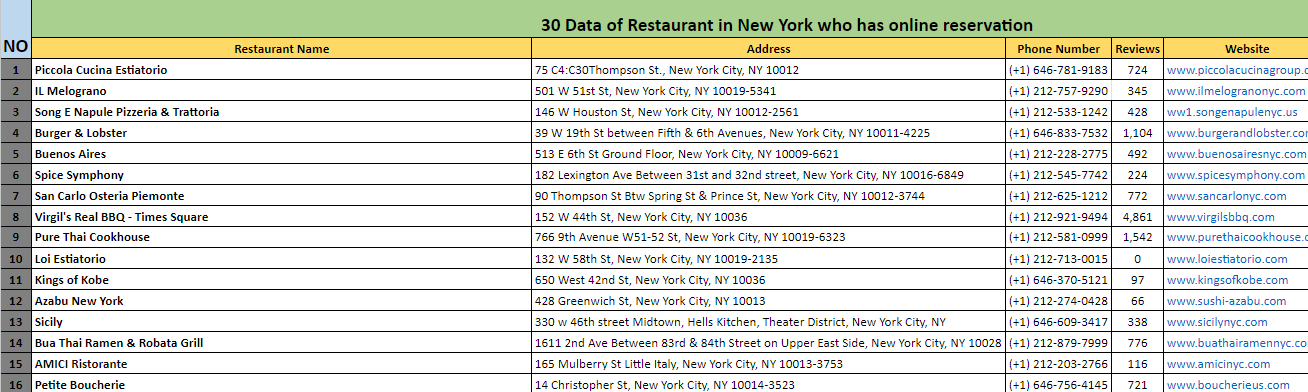 30 Data of Restaurant in New York who has online reservation
NO Restaurant Name Address Phone Number Reviews Website
1 Piccola Cucina Estiatorio 75 C4:C30Thompson St., New York City, NY 10012 (+1) 646-781-9183 724 www.piccolacucinagroup.c
2 IL Melograno 501 W 51st St, New York City, NY 10019-5341 (+1) 212-757-9290 345 www.ilmelogranonyc.com
3 Song E Napule Pizzeria & Trattoria 146 W Houston St, New York City, NY 10012-2561 (+1) 212-533-1242 428 ww1.songenapulenyc.us
4 Burger & Lobster 39 W 19th St between Fifth & 6th Avenues, New York City, NY 10011-4225 (+1) 646-833-7532 1,104 www.burgerandlobster.com
5 Buenos Aires 513 E 6th St Ground Floor, New York City, NY 10009-6621 (+1) 212-228-2775 492 www.buenosairesnyc.com
6 Spice Symphony 182 Lexington Ave Between 31st and 32nd street, New York City, NY 10016-6849 (+1) 212-545-7742 224 www.spicesymphony.com
7 San Carlo Osteria Piemonte 90 Thompson St Btw Spring St & Prince St, New York City, NY 10012-3744 (+1) 212-625-1212 772 www.sancarlonyc.com
8 Virgil's Real BBQ - Times Square 152 W 44th St, New York City, NY 10036 (+1) 212-921-9494 4,861 www.virgilsbbq.com
9 Pure Thai Cookhouse 766 9th Avenue W51-52 St, New York City, NY 10019-6323 (+1) 212-581-0999 1,542 www.purethaicookhouse.c
10 Loi Estiatorio 132 W 58th St, New York City, NY 10019-2135 (+1) 212-713-0015 0 www.loiestiatorio.com
11 Kings of Kobe 650 West 42nd St, New York City, NY 10036 (+1) 646-370-5121 97 www.kingsofkobe.com
12 Azabu New York 428 Greenwich St, New York City, NY 10013 (+1) 212-274-0428 66 www.sushi-azabu.com
13 Sicily 330 w 46th street Midtown, Hells Kitchen, Theater District, New York City, NY (+1) 646-609-3417 338 www.sicilynyc.com
14 Bua Thai Ramen & Robata Grill 1611 2nd Ave Between 83rd & 84th Street on Upper East Side, New York City, NY 10028 (+1) 212-879-7999 776 www.buathairamennyc.co
15 AMICI Ristorante 165 Mulberry St Little Italy, New York City, NY 10013-3753 (+1) 212-203-2766 116 www.amicinyc.com
16 Petite Boucherie 14 Christopher St, New York City, NY 10014-3523 (+1) 646-756-4145 721 www.boucherieus.com